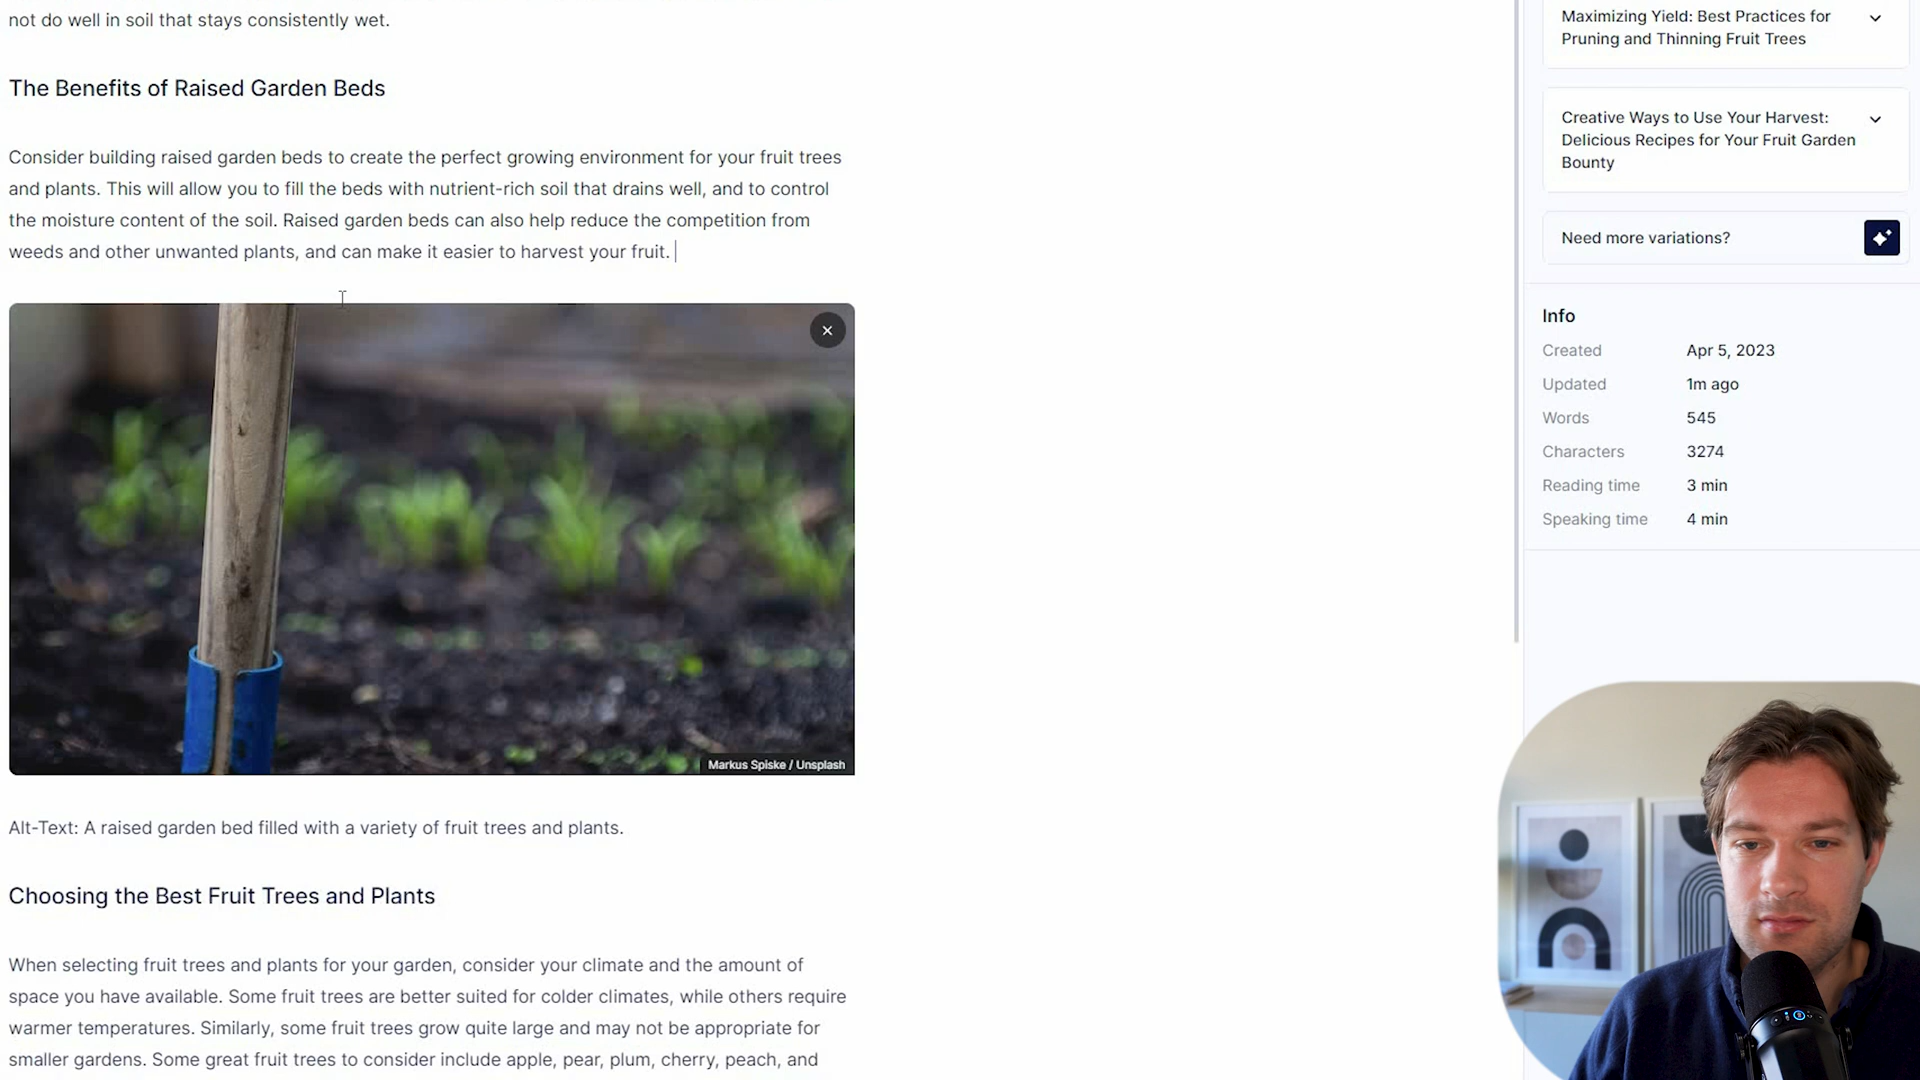 not do well in soil that stays consistently wet.
The Benefits of Raised Garden Beds
Consider building raised garden beds to create the perfect growing environment for your fruit trees
and plants. This will allow you to fill the beds with nutrient-rich soil that drains well, and to control
the moisture content of the soil. Raised garden beds can also help reduce the competition from
weeds and other unwanted plants, and can make it easier to harvest your fruit.
Markus Spiske / Unsplash
Alt-Text: A raised garden bed filled with a variety of fruit trees and plants.
Choosing the Best Fruit Trees and Plants
When selecting fruit trees and plants for your garden, consider your climate and the amount of
space you have available. Some fruit trees are better suited for colder climates, while others require
warmer temperatures. Similarly, some fruit trees grow quite large and may not be appropriate for
smaller gardens. Some great fruit trees to consider include apple, pear, plum, cherry, peach, and
Maximizing Yield: Best Practices for
Pruning and Thinning Fruit Trees
Creative Ways to Use Your Harvest:
Delicious Recipes for Your Fruit Garden
Bounty
Need more variations?
Info
Created Apr 5, 2023
Updated 1m ago
Words 545
Characters 3274
Reading time 3 min
Speaking time 4 min